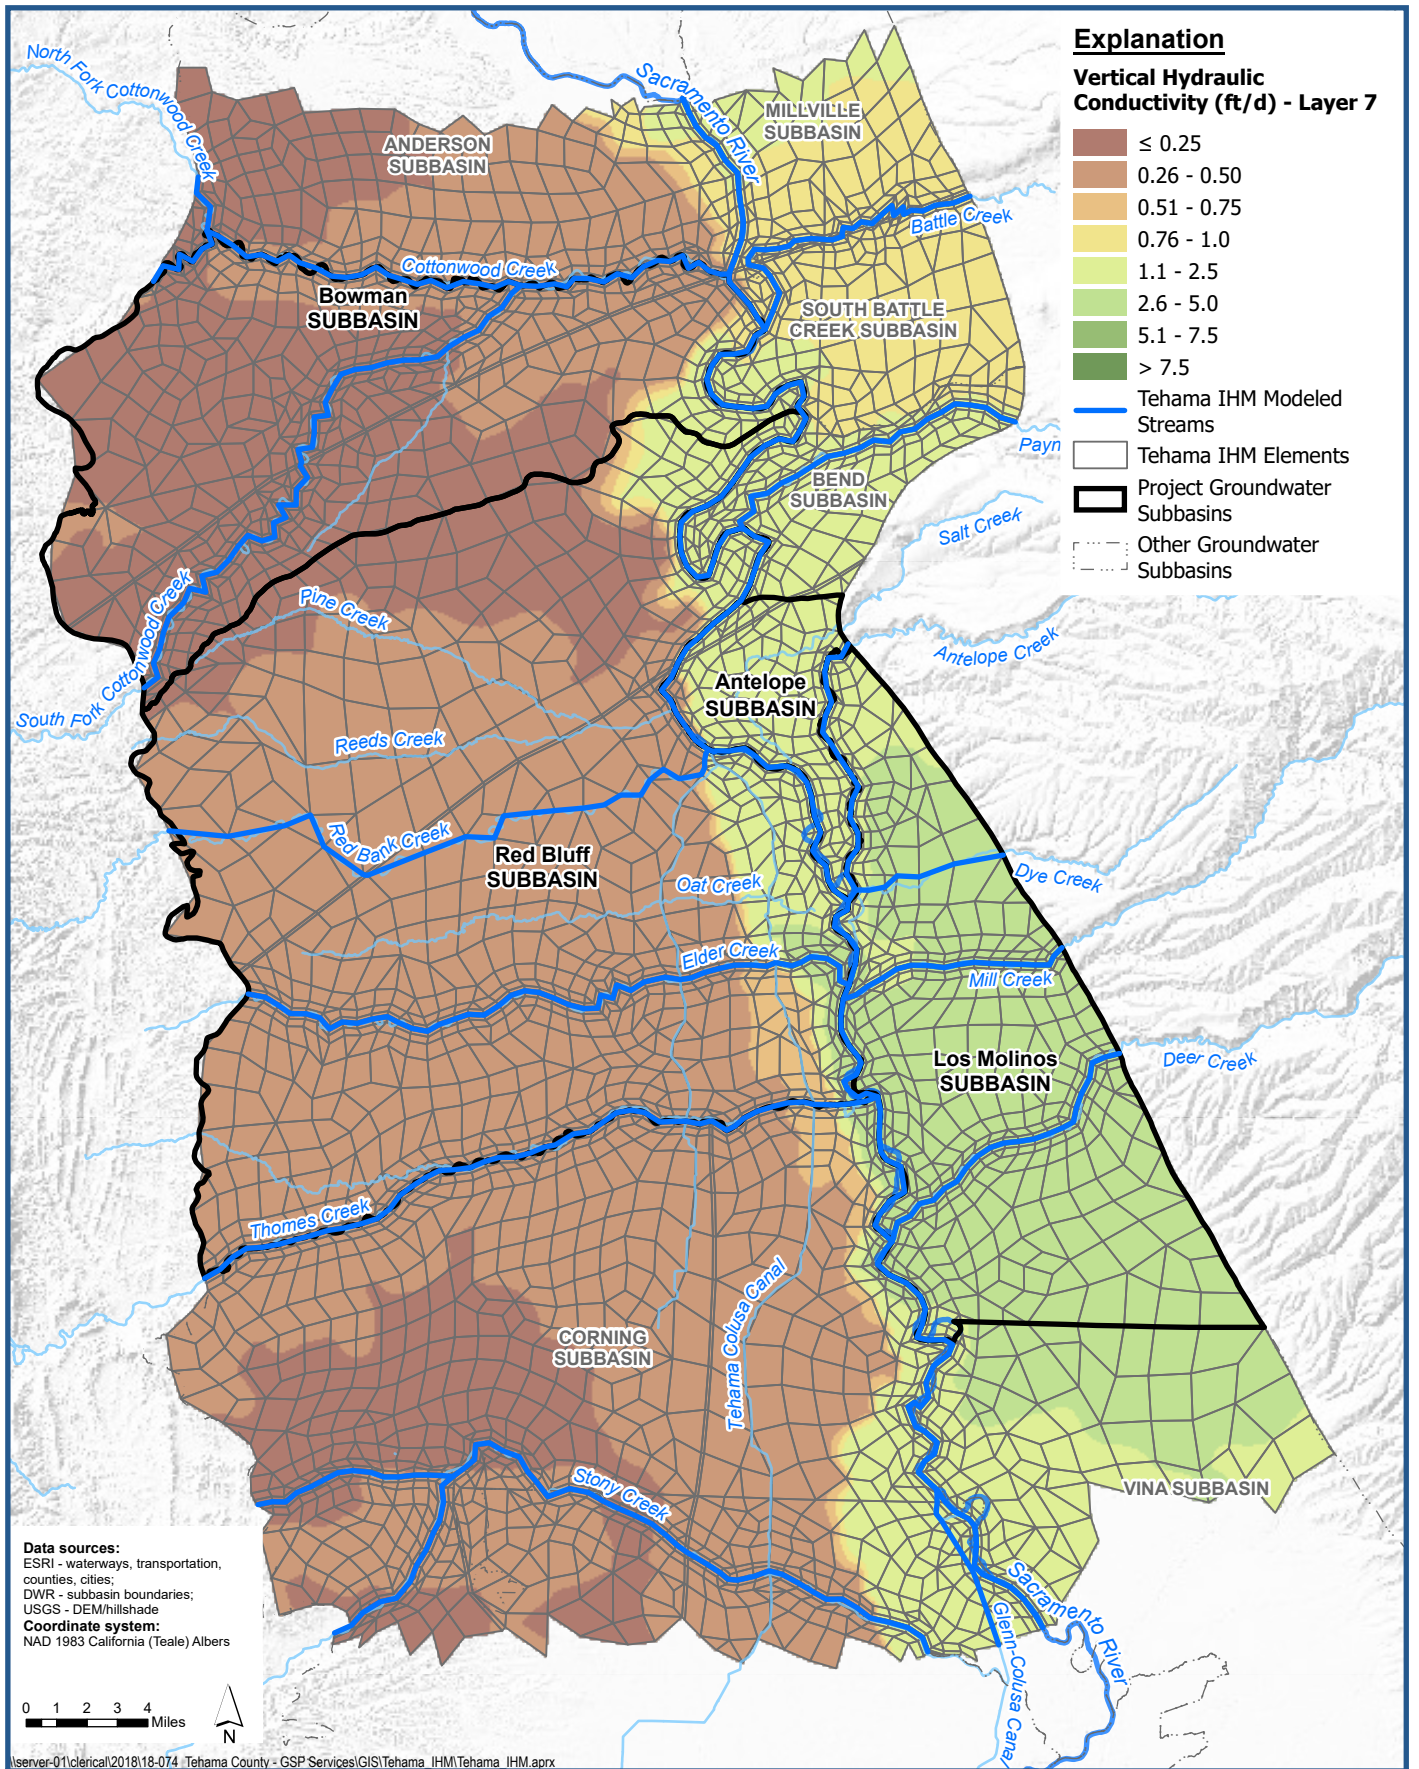 Explanation
Vertical Hydraulic
Conductivity (ft/d) - Layer 7
≤ 0.25
0.26 - 0.50
0.51 - 0.75
0.76 - 1.0
1.1 - 2.5
2.6 - 5.0
5.1 - 7.5
> 7.5
Tehama IHM Modeled
Streams
Tehama IHM Elements
Project Groundwater
Subbasins
Other Groundwater
Subbasins
North Fork Cottonwood Creek
Sacramento River
MILLVILLE
SUBBASIN
ANDERSON
SUBBASIN
Battle Creek
Cottonwood Creek
Bowman
SUBBASIN
SOUTH BATTLE
CREEK SUBBASIN
Payn
BEND
SUBBASIN
Salt Creek
Pine Creek
South Fork Cottonwood Creek
Antelope Creek
Antelope
SUBBASIN
Reeds Creek
Red Bank Creek
Red Bluff
SUBBASIN
Oat Creek
Dye Creek
Elder Creek
Mill Creek
Los Molinos
SUBBASIN
Deer Creek
Thomes Creek
Tehama Colusa Canal
CORNING
SUBBASIN
Stony Creek
VINA SUBBASIN
Sacramento River
Glenn-Colusa Canal
Data sources:
ESRI - waterways, transportation,
counties, cities;
DWR - subbasin boundaries;
USGS - DEM/hillshade
Coordinate system:
NAD 1983 California (Teale) Albers
0 1 2 3 4
Miles
N
\\server-01\clerical\2018\18-074_Tehama County - GSP Services\GIS\Tehama_IHM\Tehama_IHM.aprx